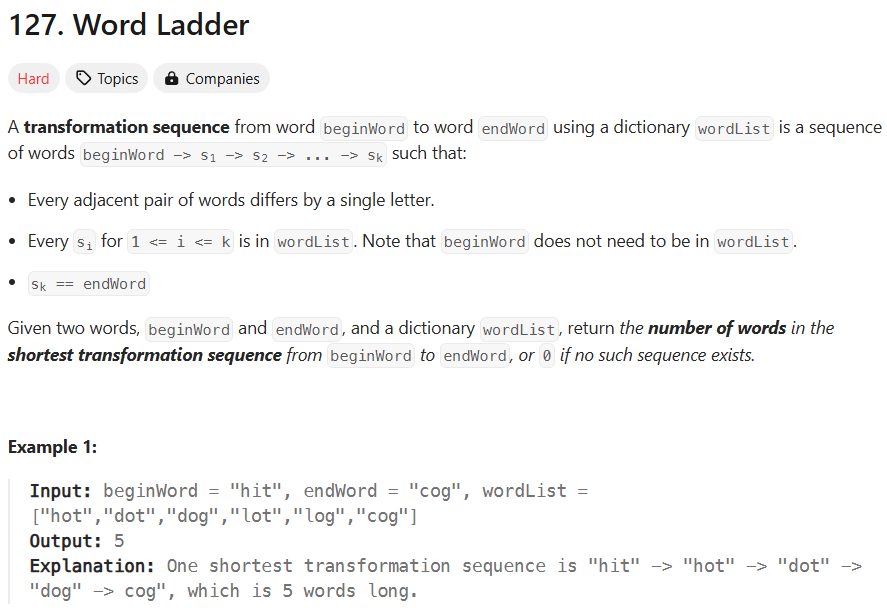 127. Word Ladder
Hard Topics Companies
A transformation sequence from word beginWord to word endWord using a dictionary wordList is a sequence
of words beginWord -> s1 -> s2 -> ... -> sk such that:
• Every adjacent pair of words differs by a single letter.
• Every si for 1 <= i <= k is in wordList. Note that beginWord does not need to be in wordList.
• sk == endWord
Given two words, beginWord and endWord, and a dictionary wordList, return the number of words in the
shortest transformation sequence from beginWord to endWord, or 0 if no such sequence exists.
Example 1:
Input: beginWord = "hit", endWord = "cog", wordList =
["hot","dot","dog","lot","log","cog"]
Output: 5
Explanation: One shortest transformation sequence is "hit" -> "hot" -> "dot" ->
"dog" -> cog", which is 5 words long.